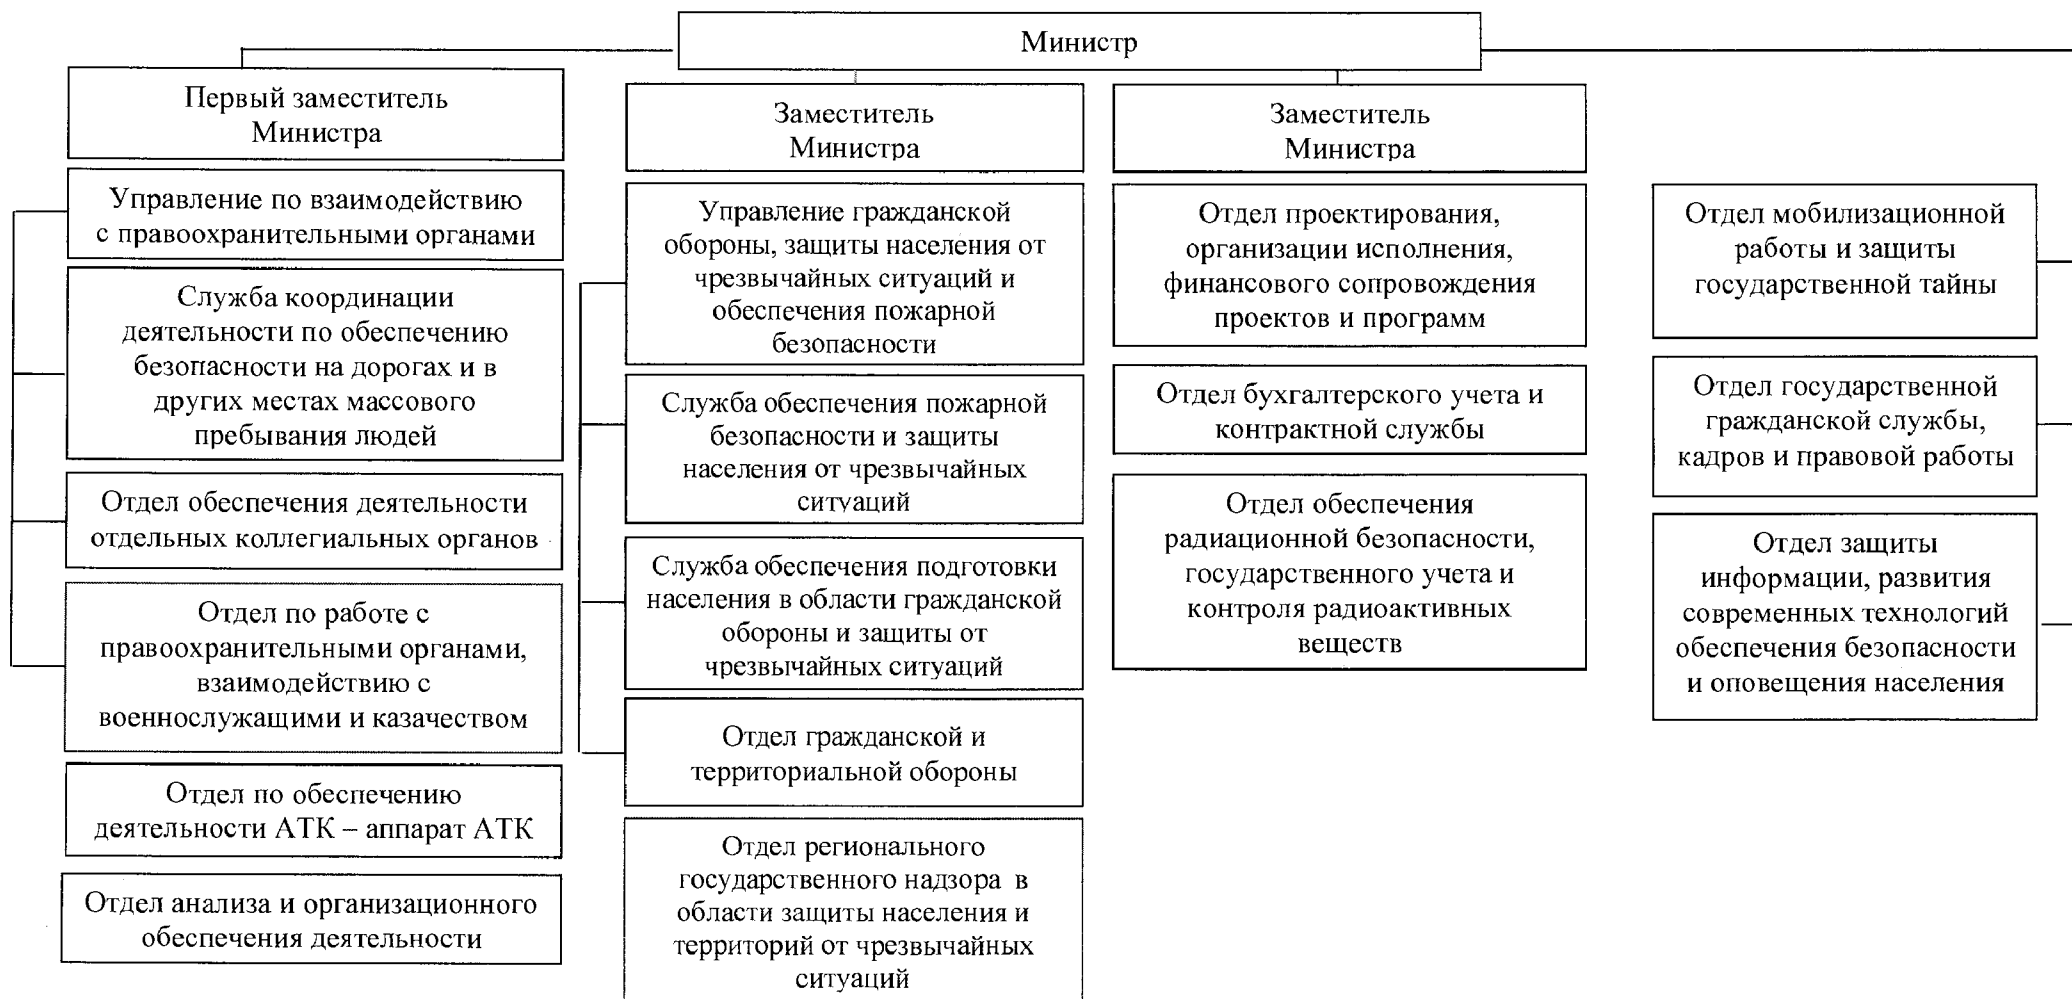 Министр
Первый заместитель
Министра
Управление по взаимодействию
с правоохранительными органами
Служба координации
деятельности по обеспечению
безопасности на дорогах и в
других местах массового
пребывания людей
Отдел обеспечения деятельности
отдельных коллегиальных органов
Отдел по работе с
правоохранительными органами,
взаимодействию с
военнослужащими и казачеством
Отдел по обеспечению
деятельности АТК – аппарат АТК
Отдел анализа и организационного
обеспечения деятельности
Заместитель
Министра
Управление гражданской
обороны, защиты населения от
чрезвычайных ситуаций и
обеспечения пожарной
безопасности
Служба обеспечения пожарной
безопасности и защиты
населения от чрезвычайных
ситуаций
Служба обеспечения подготовки
населения в области гражданской
обороны и защиты от
чрезвычайных ситуаций
Отдел гражданской и
территориальной обороны
Отдел регионального
государственного надзора в
области защиты населения и
территорий от чрезвычайных
ситуаций
Заместитель
Министра
Отдел проектирования,
организации исполнения,
финансового сопровождения
проектов и программ
Отдел бухгалтерского учета и
контрактной службы
Отдел обеспечения
радиационной безопасности,
государственного учета и
контроля радиоактивных
веществ
Отдел мобилизационной
работы и защиты
государственной тайны
Отдел государственной
гражданской службы,
кадров и правовой работы
Отдел защиты
информации, развития
современных технологий
обеспечения безопасности
и оповещения населения